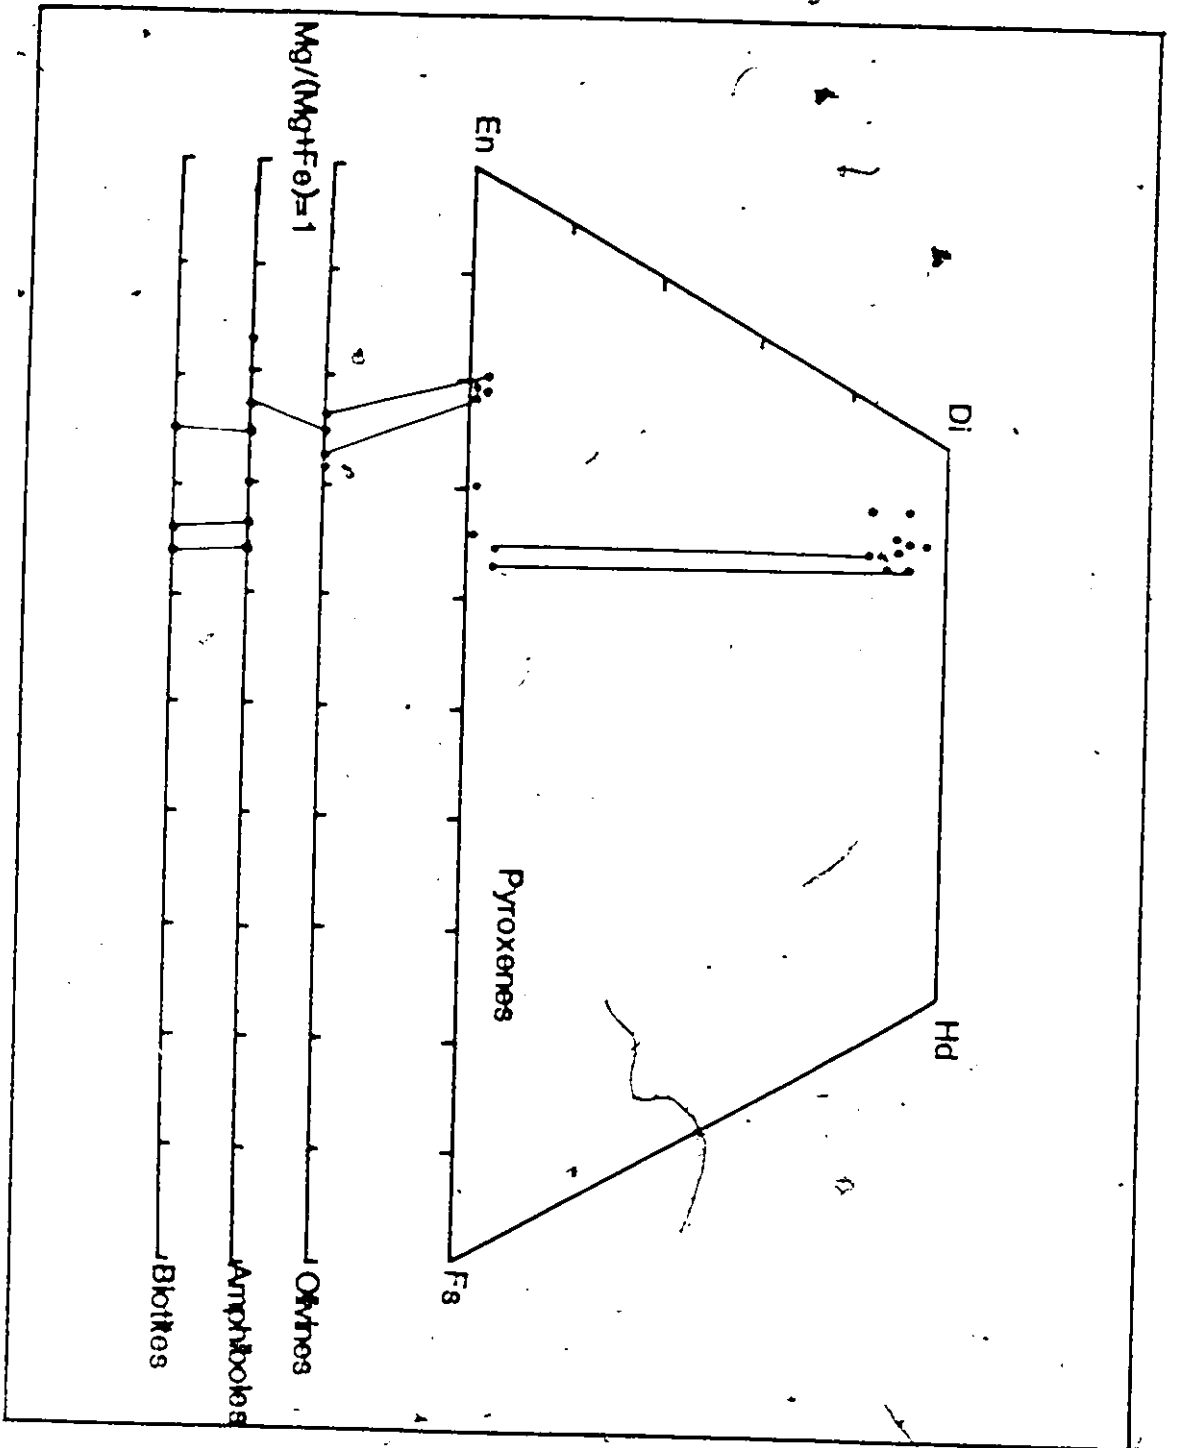 Di
Hd
En
Fs
Pyroxenes
Mg/(Mg+Fe)=1
Olivines
Amphiboles
Biotites